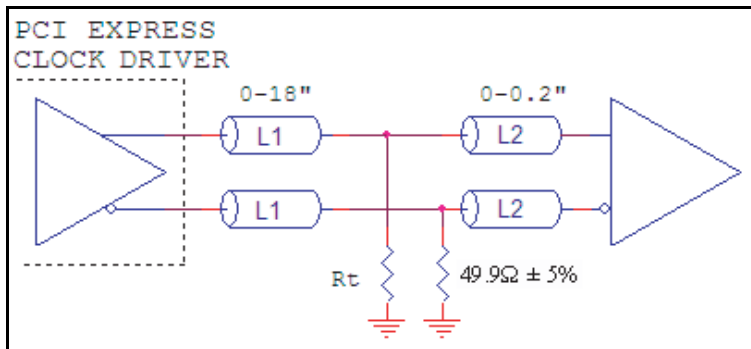 PCI EXPRESS
CLOCK DRIVER
0-18"
0-0.2"
L1
L2
L1
L2
Rt
49.9Ω ± 5%